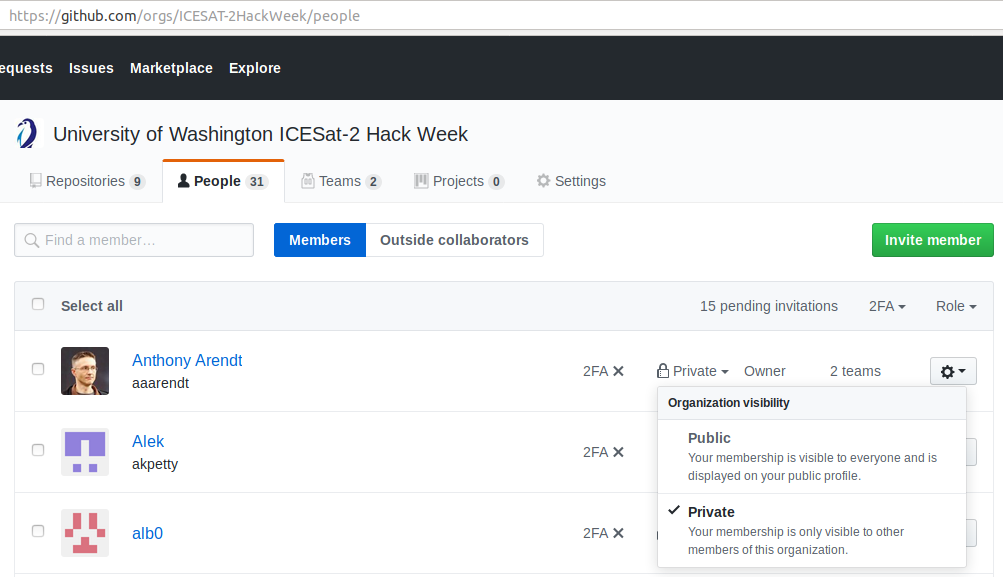 https://github.com/orgs/ICESAT-2HackWeek/people
equests Issues Marketplace Explore
University of Washington ICESat-2 Hack Week
Repositories 9 People 31 Teams 2 Projects 0 Settings
Find a member… Members Outside collaborators Invite member
Select all 15 pending invitations 2FA Role
Anthony Arendt
aaarendt
2FA Private Owner 2 teams
Organization visibility
Alek
akpetty
2FA
Public
Your membership is visible to everyone and is
displayed on your public profile.
alb0
2FA
Private
Your membership is only visible to other
members of this organization.